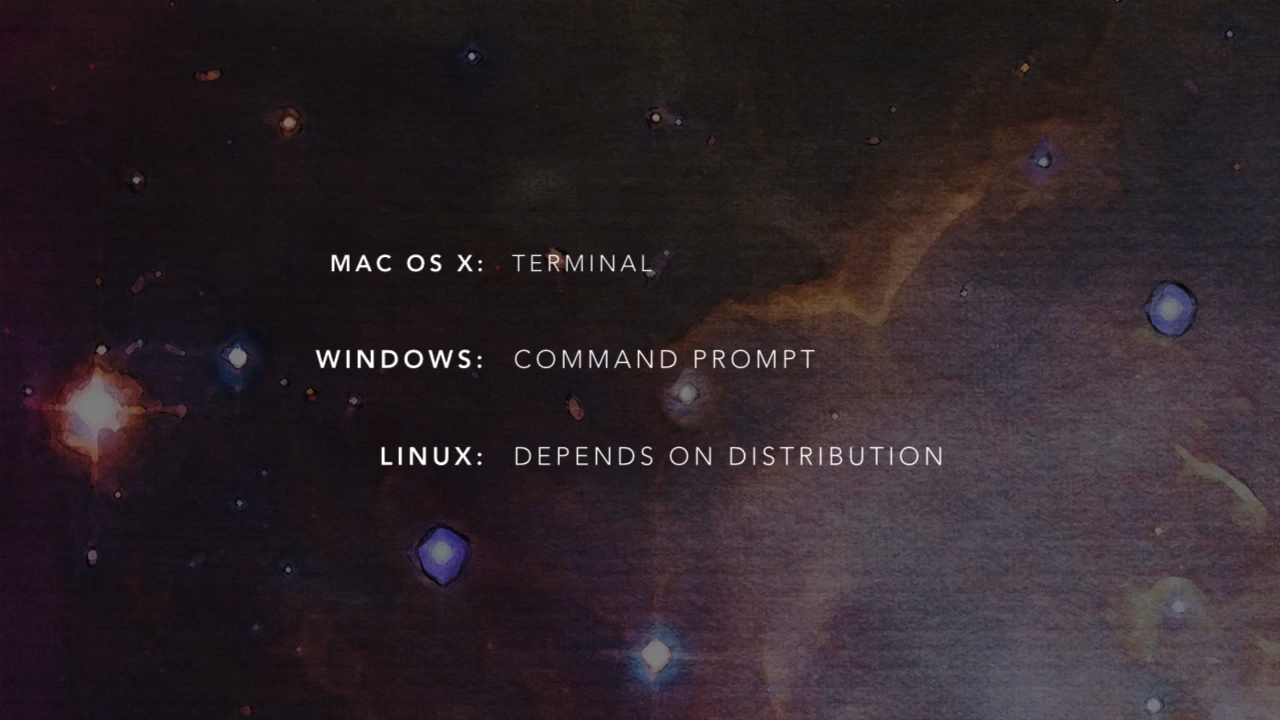 MAC OS X: TERMINAL
WINDOWS: COMMAND PROMPT
LINUX: DEPENDS ON DISTRIBUTION